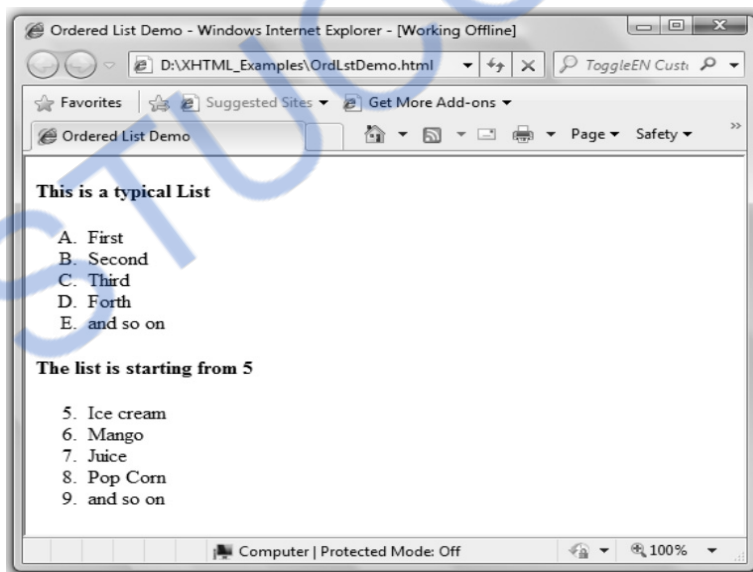 Ordered List Demo - Windows Internet Explorer - [Working Offline]
D:\XHTML_Examples\OrdLstDemo.html ToggleEN Custo
Favorites Suggested Sites Get More Add-ons
Ordered List Demo Page Safety »
This is a typical List
A. First
B. Second
C. Third
D. Forth
E. and so on
The list is starting from 5
5. Ice cream
6. Mango
7. Juice
8. Pop Corn
9. and so on
Computer | Protected Mode: Off 100%
STUCO